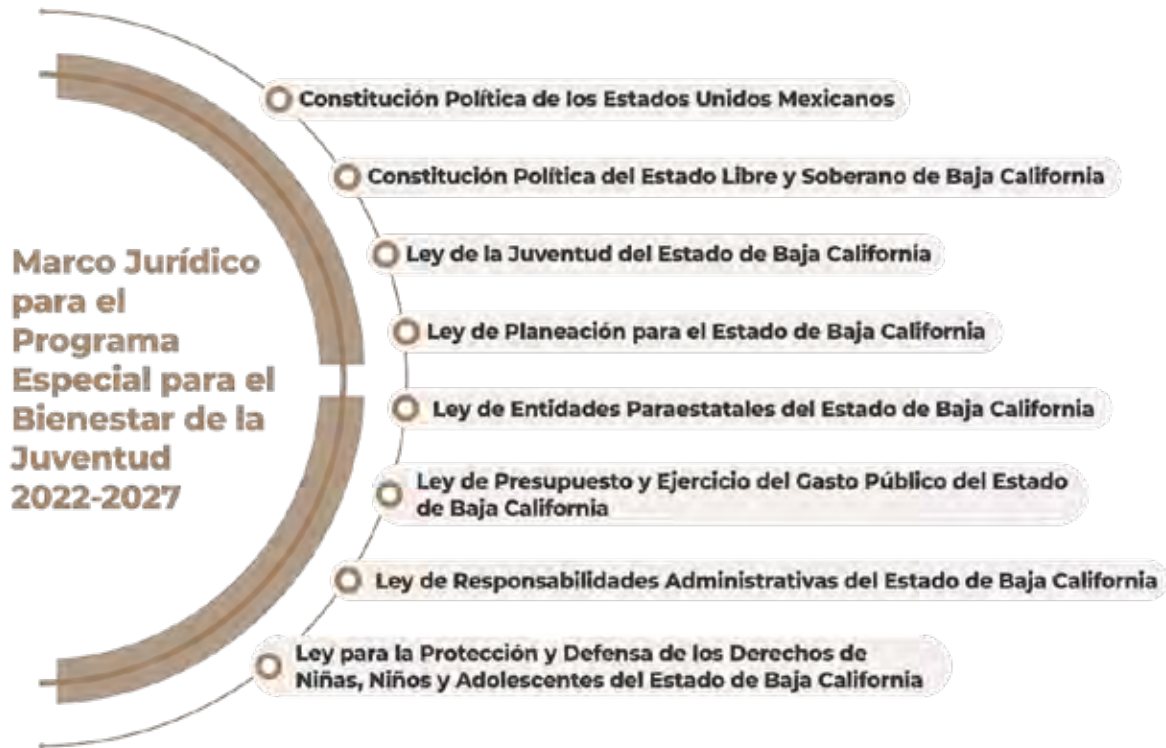 Marco Jurídico
para el
Programa
Especial para el
Bienestar de la
Juventud
2022-2027
Constitución Política de los Estados Unidos Mexicanos
Constitución Política del Estado Libre y Soberano de Baja California
Ley de la Juventud del Estado de Baja California
Ley de Planeación para el Estado de Baja California
Ley de Entidades Paraestatales del Estado de Baja California
Ley de Presupuesto y Ejercicio del Gasto Público del Estado
de Baja California
Ley de Responsabilidades Administrativas del Estado de Baja California
Ley para la Protección y Defensa de los Derechos de
Niñas, Niños y Adolescentes del Estado de Baja California